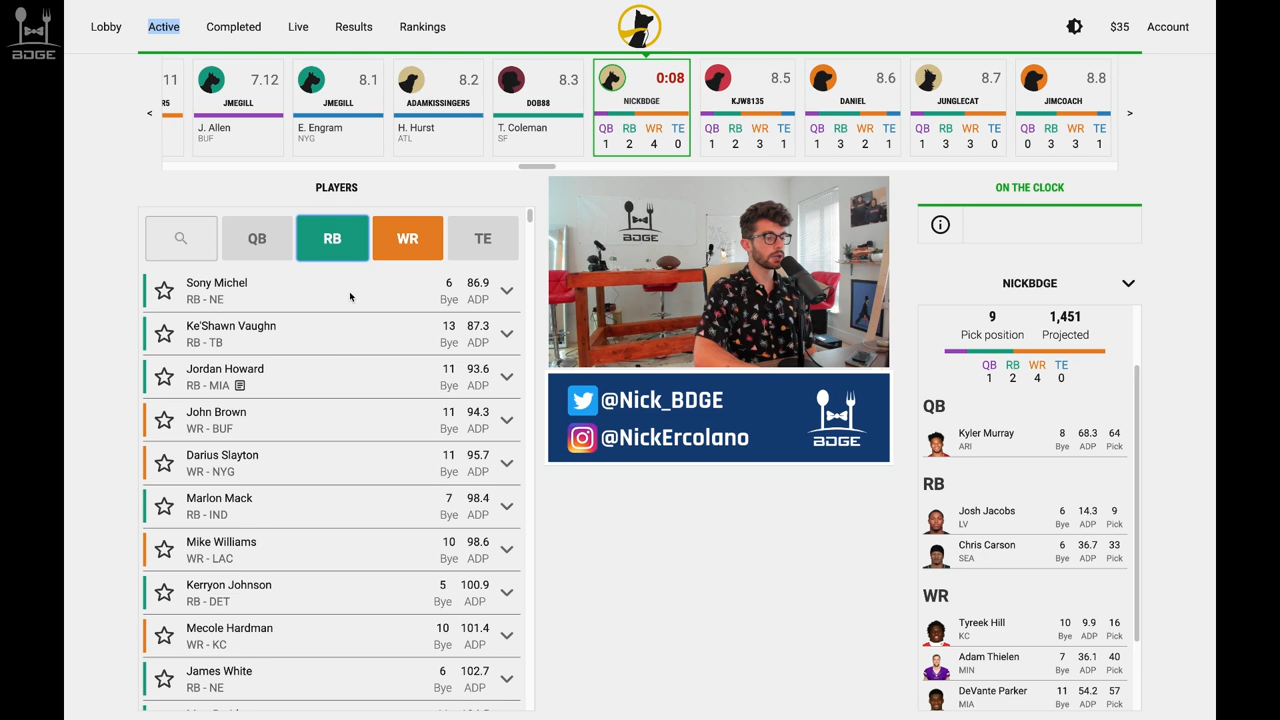 BDGE
Lobby
Active
Completed
Live
Results
Rankings
$35
Account
<
11
R5
7.12
JMEGILL
J. Allen
BUF
8.1
JMEGILL
E. Engram
NYG
8.2
ADAMKISSINGER5
H. Hurst
ATL
8.3
DOB88
T. Coleman
SF
0:08
NICKBDGE
QB RB WR TE
1 2 4 0
8.5
KJW8135
QB RB WR TE
1 2 3 1
8.6
DANIEL
QB RB WR TE
1 3 2 1
8.7
JUNGLECAT
QB RB WR TE
1 3 3 0
8.8
JIMCOACH
QB RB WR TE
0 3 3 1
>
PLAYERS
QB
RB
WR
TE
Sony Michel 6 86.9
RB - NE Bye ADP
Ke'Shawn Vaughn 13 87.3
RB - TB Bye ADP
Jordan Howard 11 93.6
RB - MIA Bye ADP
John Brown 11 94.3
WR - BUF Bye ADP
Darius Slayton 11 95.7
WR - NYG Bye ADP
Marlon Mack 7 98.4
RB - IND Bye ADP
Mike Williams 10 98.6
WR - LAC Bye ADP
Kerryon Johnson 5 100.9
RB - DET Bye ADP
Mecole Hardman 10 101.4
WR - KC Bye ADP
James White 6 102.7
RB - NE Bye ADP
BDGE
@Nick_BDGE
@NickErcolano
BDGE
ON THE CLOCK
NICKBDGE
9 1,451
Pick position Projected
QB RB WR TE
1 2 4 0
QB
Kyler Murray 8 68.3 64
ARI Bye ADP Pick
RB
Josh Jacobs 6 14.3 9
LV Bye ADP Pick
Chris Carson 6 36.7 33
SEA Bye ADP Pick
WR
Tyreek Hill 10 9.9 16
KC Bye ADP Pick
Adam Thielen 7 36.1 40
MIN Bye ADP Pick
DeVante Parker 11 54.2 57
MIA Bye ADP Pick